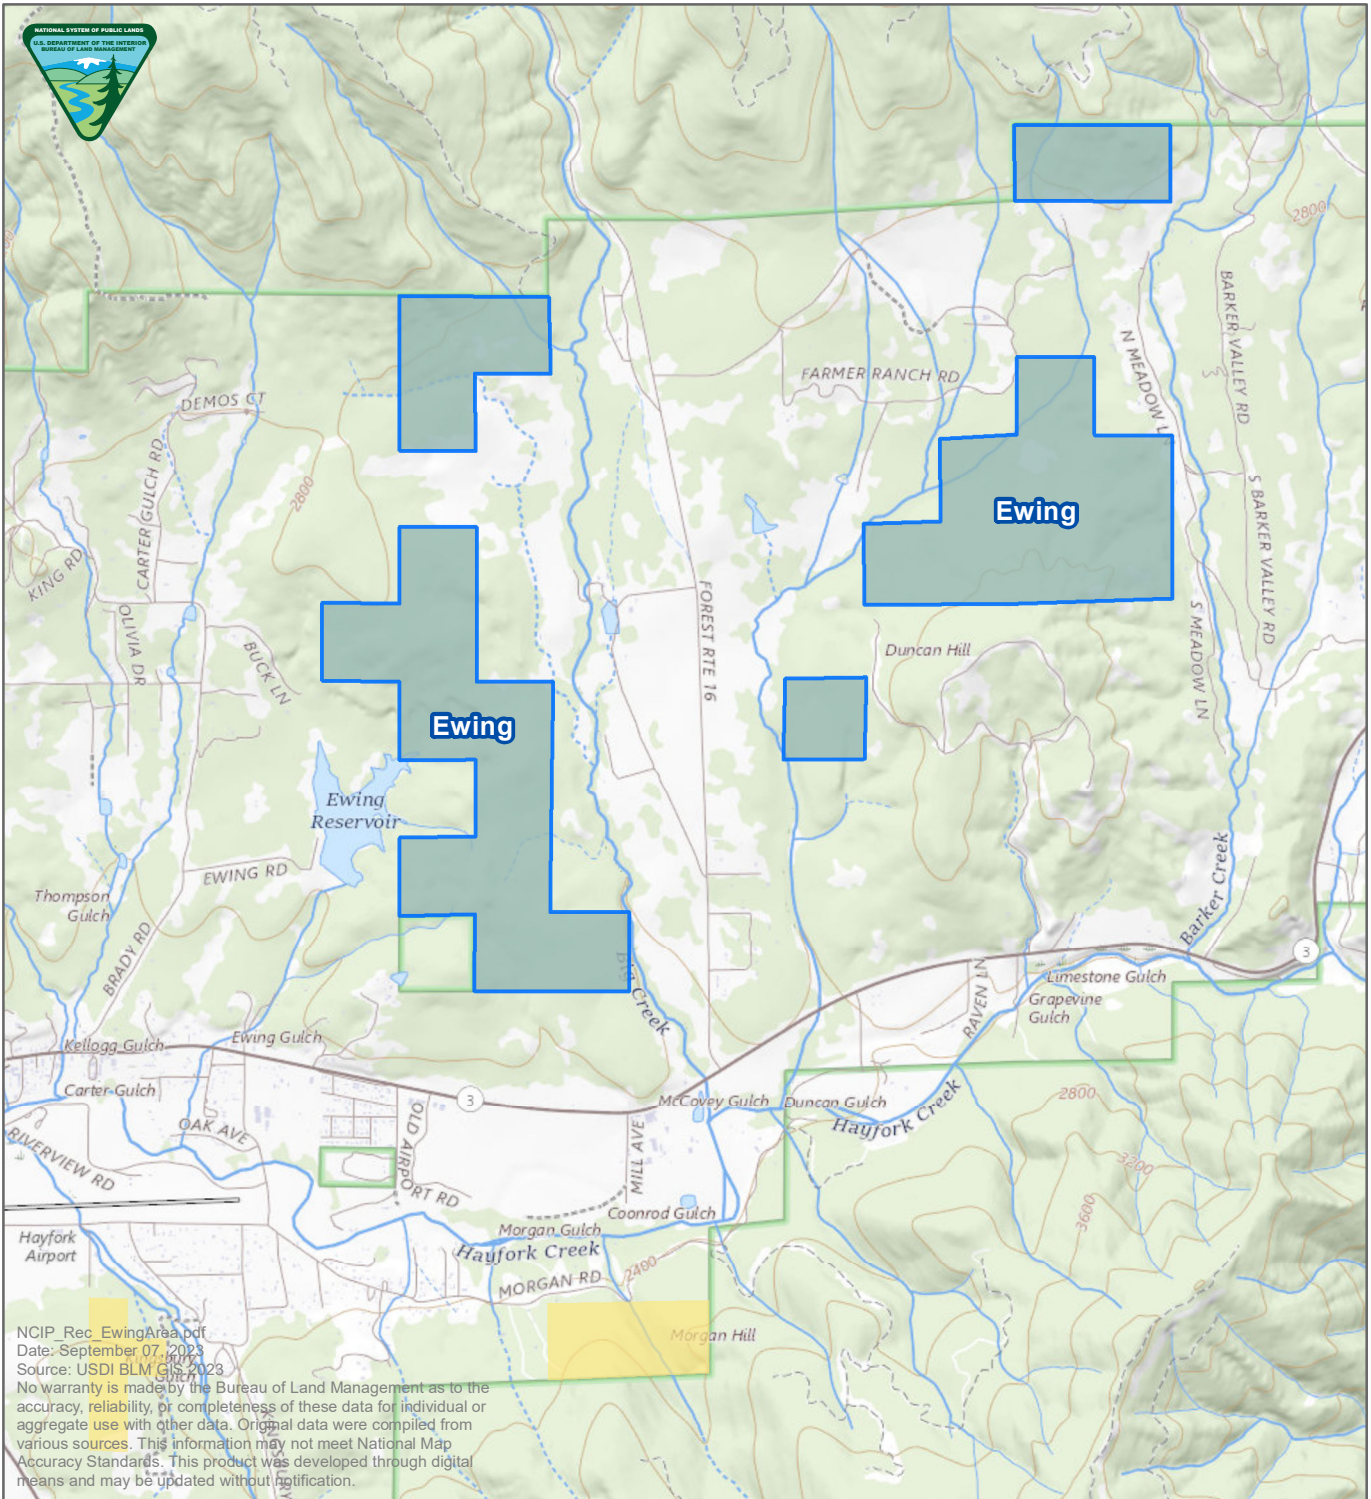 NATIONAL SYSTEM OF PUBLIC LANDS
U.S. DEPARTMENT OF THE INTERIOR
BUREAU OF LAND MANAGEMENT
2800
BARKER VALLEY RD
N MEADOW L
FARMER RANCH RD
DEMOS CT
CARTER GULCH RD
2800
KING RD
Ewing
S BARKER VALLEY RD
OLIVIA DR
BUCK LN
FOREST RTE 16
S MEADOW LN
Duncan Hill
Ewing
Ewing
Reservoir
EWING RD
Thompson
Gulch
BRADY RD
Barker Creek
3
Limestone Gulch
Grapevine
Gulch
RAVEN LN
Big Creek
Ewing Gulch
Kellogg Gulch
Carter Gulch
3
McCovey Gulch
Duncan Gulch
2800
Hayfork Creek
OAK AVE
OLD AIRPORT RD
MILL AVE
RIVERVIEW RD
3200
3600
Coonrod Gulch
Morgan Gulch
Hayfork Creek
Hayfork
Airport
MORGAN RD
2400
Morgan Hill
Kingsbury
Gulch
KINGSBURY
NCIP_Rec_EwingArea.pdf
Date: September 07, 2023
Source: USDI BLM GIS 2023
No warranty is made by the Bureau of Land Management as to the
accuracy, reliability, or completeness of these data for individual or
aggregate use with other data. Original data were compiled from
various sources. This information may not meet National Map
Accuracy Standards. This product was developed through digital
means and may be updated without notification.